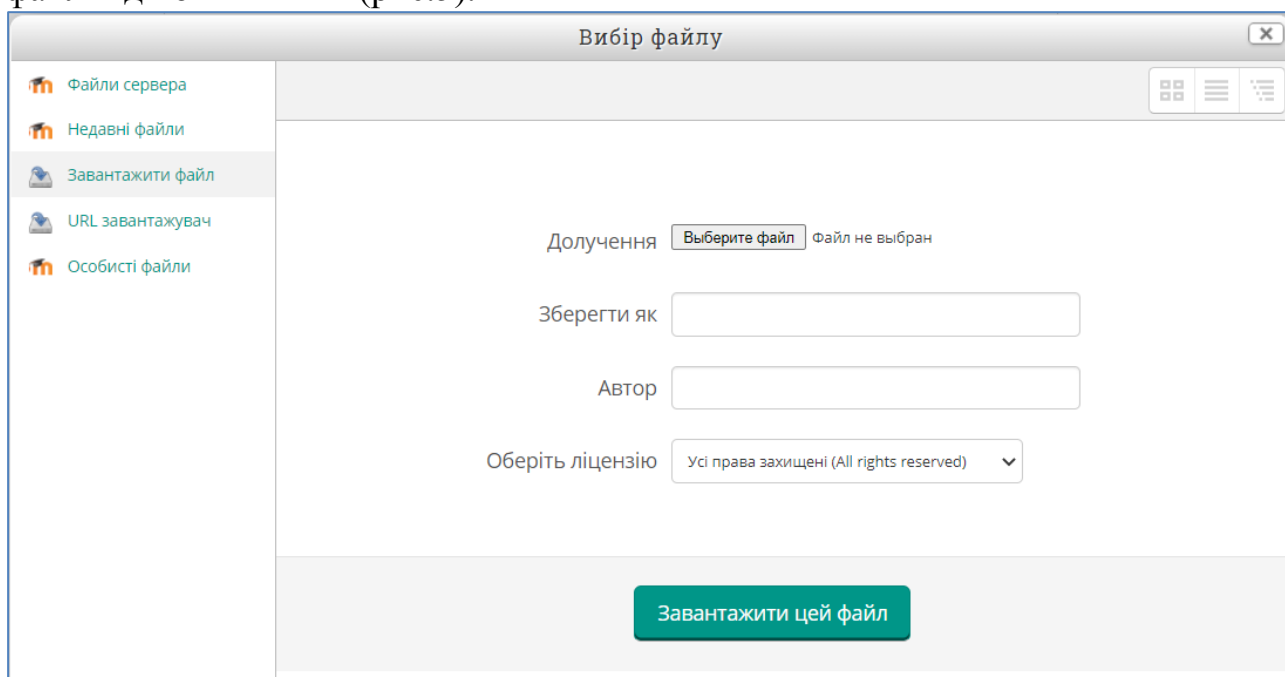 Вибір файлу
Файли сервера
Недавні файли
Завантажити файл
URL завантажувач
Особисті файли
Долучення Выберите файл Файл не выбран
Зберегти як
Автор
Оберіть ліцензію Усі права захищені (All rights reserved)
Завантажити цей файл